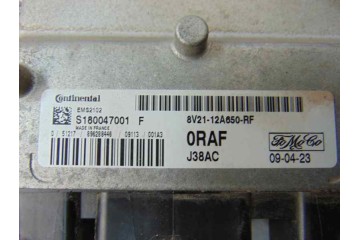 Continental
EMS2102
S180047001 F
MADE IN FRANCE
8V21-12A650-RF
0RAF
J38AC
FoMoCo
09-04-23